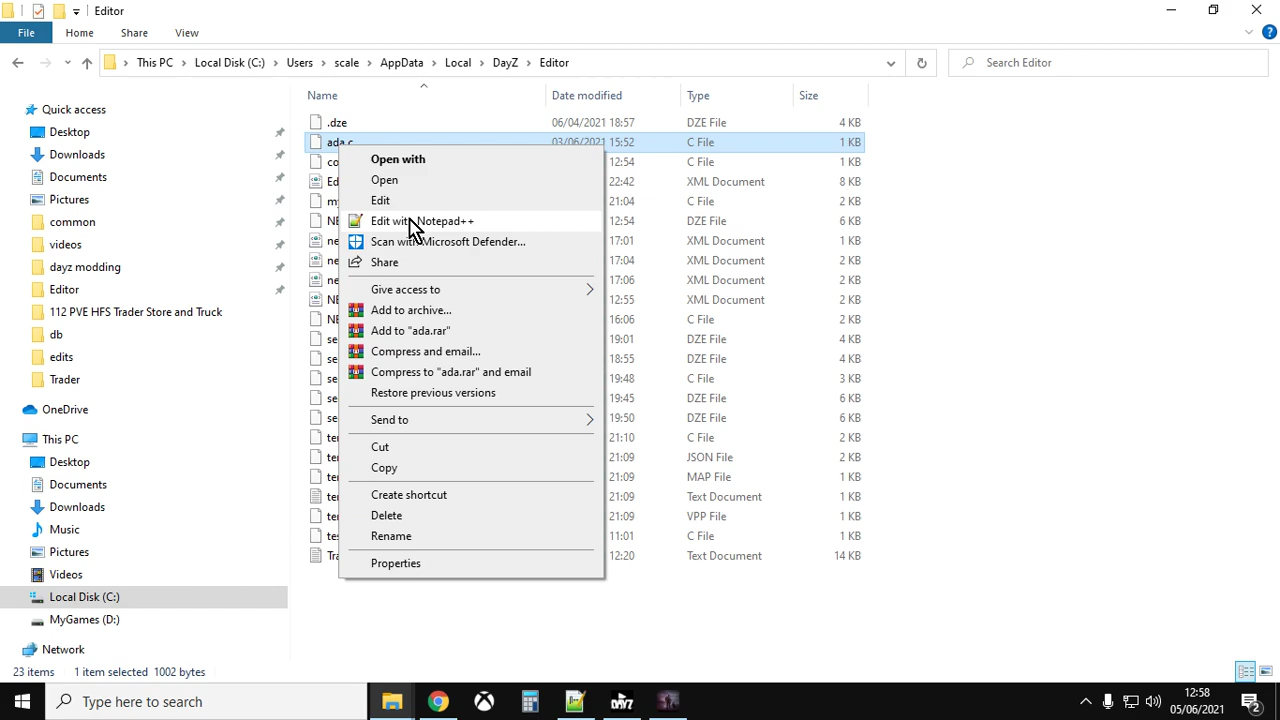 Editor
File Home Share View
This PC Local Disk (C:) Users scale AppData Local DayZ Editor Search Editor
Name Date modified Type Size
Quick access
Desktop
Downloads
Documents
Pictures
common
videos
dayz modding
Editor
112 PVE HFS Trader Store and Truck
db
edits
Trader
OneDrive
This PC
Desktop
Documents
Downloads
Music
Pictures
Videos
Local Disk (C:)
MyGames (D:)
Network
.dze 06/04/2021 18:57 DZE File 4 KB
ada.c 03/06/2021 15:52 C File 1 KB
12:54 C File 1 KB
22:42 XML Document 8 KB
21:04 C File 2 KB
12:54 DZE File 6 KB
17:01 XML Document 1 KB
17:04 XML Document 1 KB
17:06 XML Document 1 KB
12:55 XML Document 1 KB
16:06 C File 2 KB
19:01 DZE File 4 KB
18:55 DZE File 4 KB
19:48 C File 3 KB
19:45 DZE File 6 KB
19:50 DZE File 6 KB
21:10 C File 2 KB
21:09 JSON File 2 KB
21:09 MAP File 1 KB
21:09 Text Document 1 KB
21:09 VPP File 1 KB
11:01 C File 1 KB
12:20 Text Document 14 KB
Open with
Open
Edit
Edit with Notepad++
Scan with Microsoft Defender...
Share
Give access to
Add to archive...
Add to "ada.rar"
Compress and email...
Compress to "ada.rar" and email
Restore previous versions
Send to
Cut
Copy
Create shortcut
Delete
Rename
Properties
23 items 1 item selected 1002 bytes
Type here to search
DAYZ
12:58
05/06/2021
2